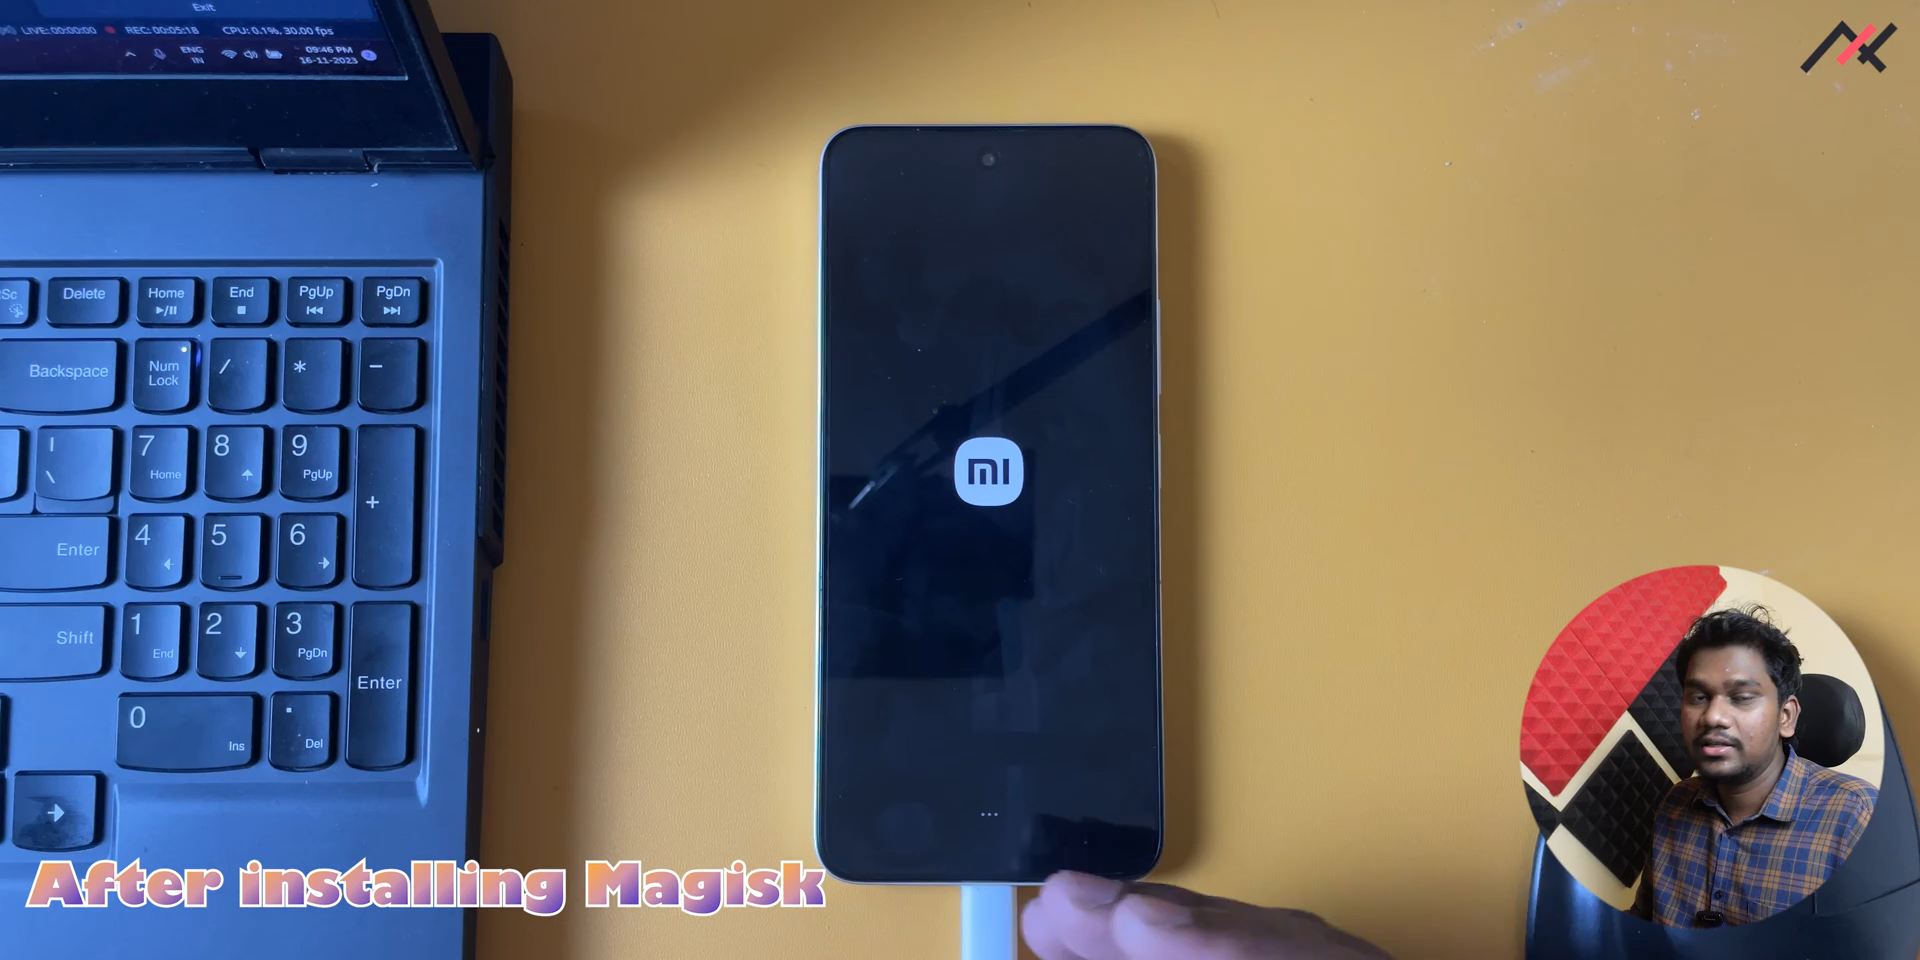 Exit
LIVE: 00:00:00 REC: 00:05:18 CPU: 0.1%, 30.00 fps
ENG
IN
09:46 PM
16-11-2023
Delete
Home
End
PgUp
PgDn
Backspace
Num
Lock
/
*
-
|
\
7
Home
8
9
PgUp
+
Enter
4
5
6
Shift
1
End
2
3
PgDn
Enter
0
Ins
.
Del
mi
...
After installing Magisk